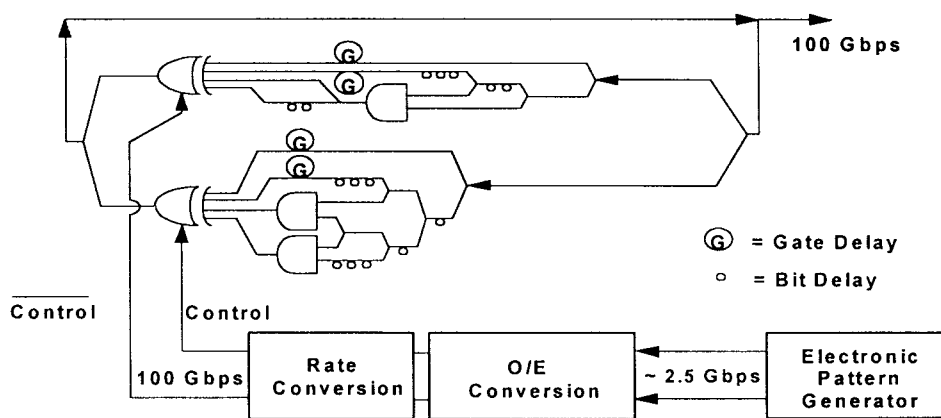 100 Gbps
G
G
G
G
G = Gate Delay
= Bit Delay
Control
Control
100 Gbps
Rate
Conversion
O/E
Conversion
~ 2.5 Gbps
Electronic
Pattern
Generator